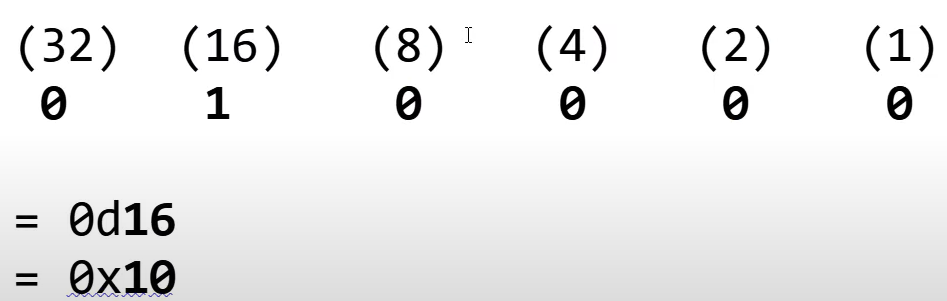 (32) (16) (8) (4) (2) (1)
0 1 0 0 0 0
= 0d16
= 0x10